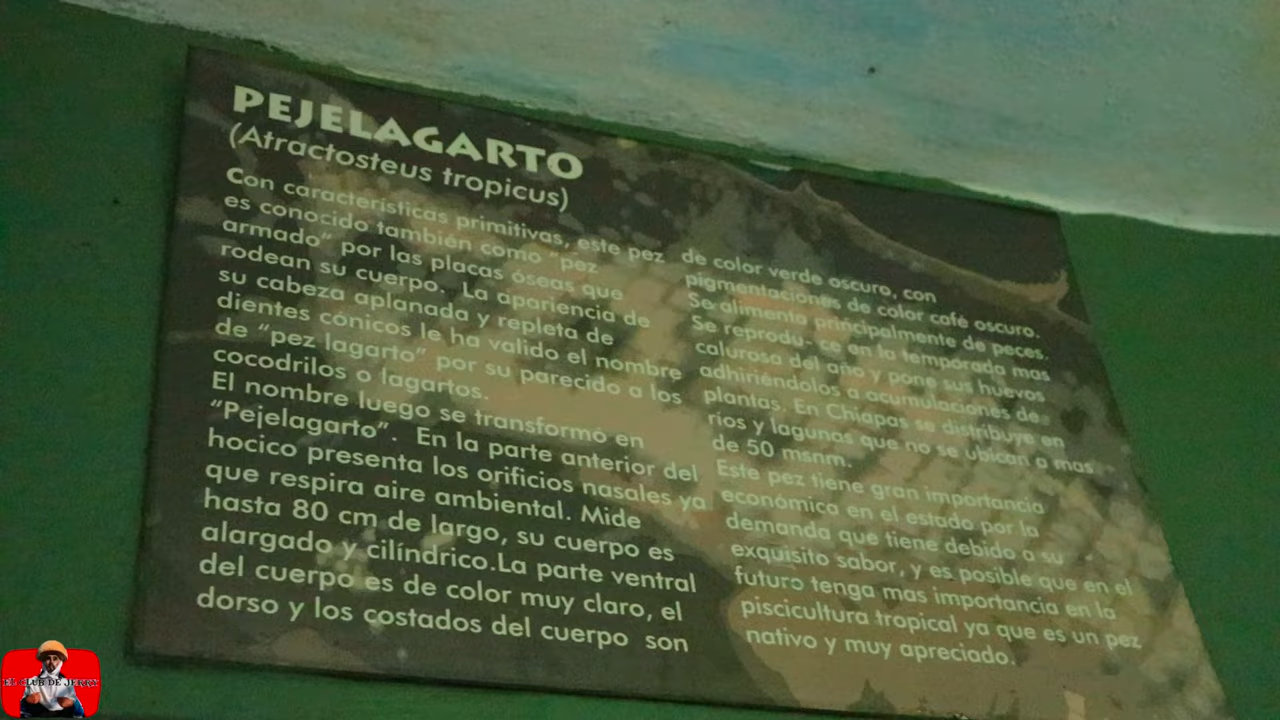 PEJELAGARTO
(Atractosteus tropicus)
Con características primitivas, este pez
es conocido también como "pez
armado" por las placas óseas que
rodean su cuerpo. La apariencia de
su cabeza aplanada y repleta de
dientes cónicos le ha valido el nombre
de "pez lagarto" por su parecido a los
cocodrilos o lagartos.
El nombre luego se transformó en
"Pejelagarto". En la parte anterior del
hocico presenta los orificios nasales ya
que respira aire ambiental. Mide
hasta 80 cm de largo, su cuerpo es
alargado y cilíndrico.La parte ventral
del cuerpo es de color muy claro, el
dorso y los costados del cuerpo son
de color verde oscuro, con
pigmentaciones de color café oscuro.
Se alimenta principalmente de peces.
Se reprodu- ce en la temporada mas
calurosa del año y pone sus huevos
adhiriéndolos a acumulaciones de
plantas. En Chiapas se distribuye en
ríos y lagunas que no se ubican a mas
de 50 msnm.
Este pez tiene gran importancia
económica en el estado por la
demanda que tiene debido a su
exquisito sabor, y es posible que en el
futuro tenga mas importancia en la
piscicultura tropical ya que es un pez
nativo y muy apreciado.
EL CLUB DE JERRY